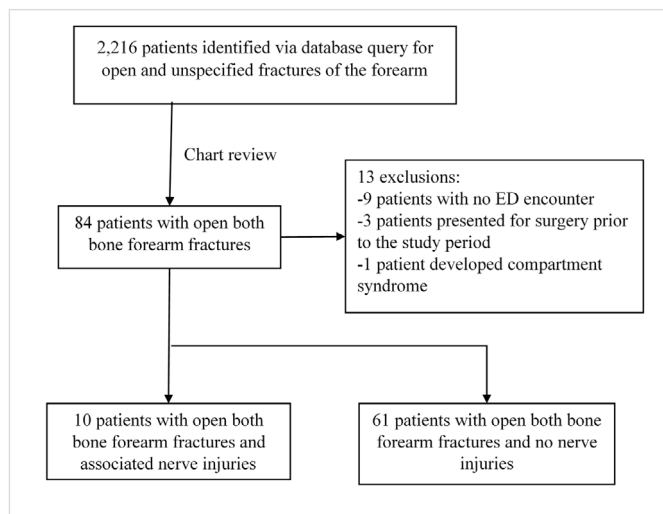 2,216 patients identified via database query for
open and unspecified fractures of the forearm
Chart review
84 patients with open both
bone forearm fractures
13 exclusions:
-9 patients with no ED encounter
-3 patients presented for surgery prior
to the study period
-1 patient developed compartment
syndrome
10 patients with open both
bone forearm fractures and
associated nerve injuries
61 patients with open both bone
forearm fractures and no nerve
injuries